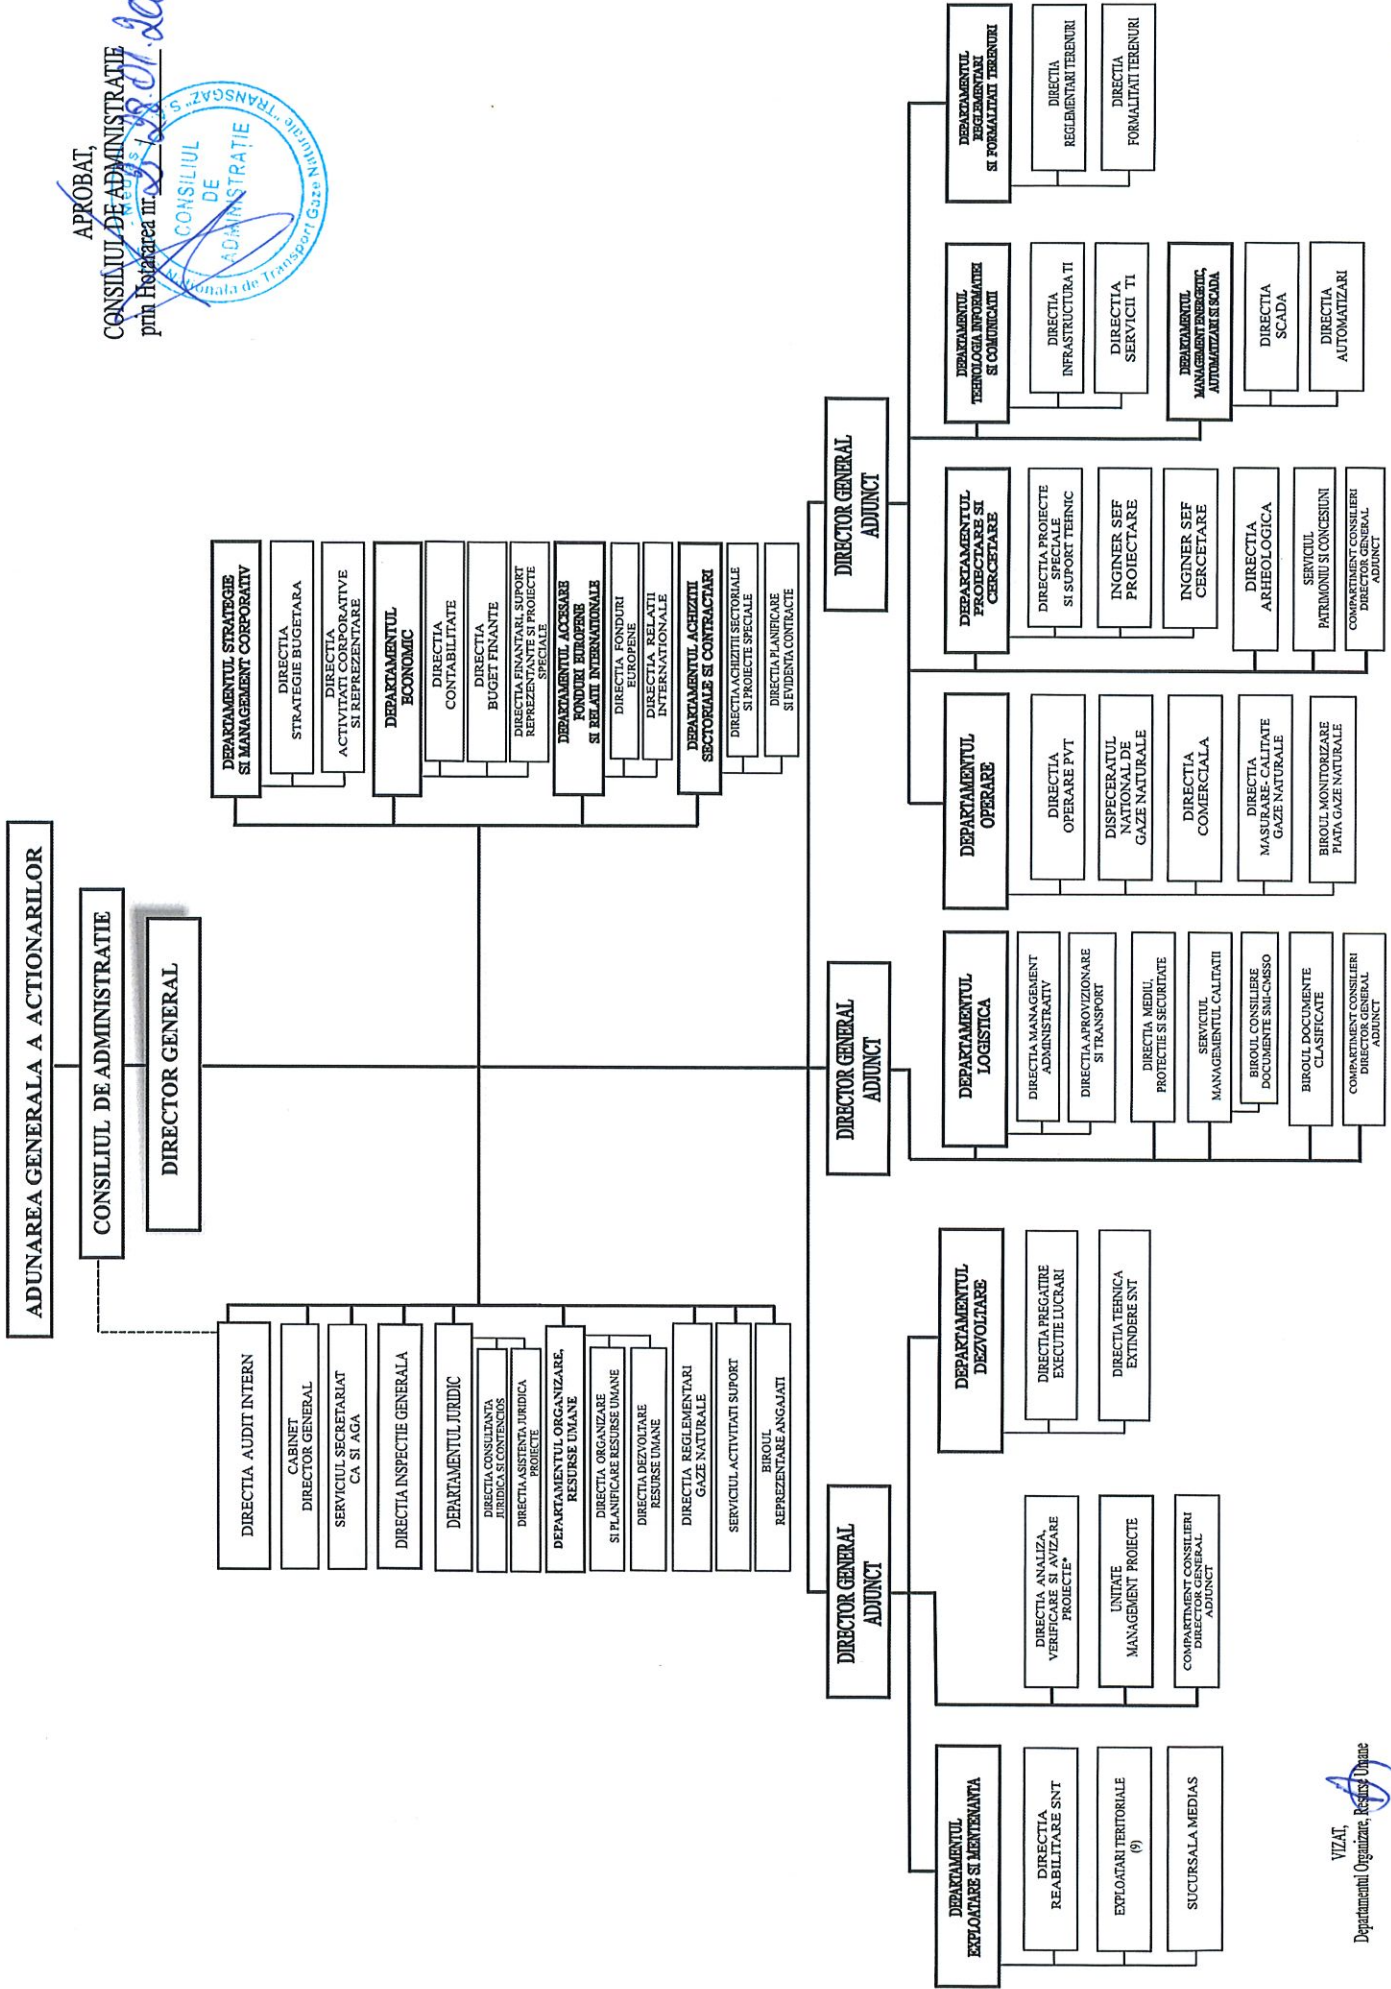 APROBAT,
CONSILIUL DE ADMINISTRATIE
prin Hotararea nr.
CONSILIUL
DE
ADMINISTRAȚIE
ADUNAREA GENERALA A ACTIONARILOR
CONSILIUL DE ADMINISTRATIE
DIRECTOR GENERAL
DIRECTIA AUDIT INTERN
CABINET
DIRECTOR GENERAL
SERVICIUL SECRETARIAT
CA SI AGA
DIRECTIA INSPECTIE GENERALA
DEPARTAMENTUL JURIDIC
DIRECTIA CONSULTANTA
JURIDICA SI CONTENCIOS
DIRECTIA ASISTENTA JURIDICA
PROIECTE
DEPARTAMENTUL ORGANIZARE,
RESURSE UMANE
DIRECTIA ORGANIZARE
SI PLANIFICARE RESURSE UMANE
DIRECTIA DEZVOLTARE
RESURSE UMANE
DIRECTIA REGLEMENTARI
GAZE NATURALE
SERVICIUL ACTIVITATI SUPORT
BIROUL
REPREZENTARE ANGAJATI
DEPARTAMENTUL STRATEGIE
SI MANAGEMENT CORPORATIV
DIRECTIA
STRATEGIE BUGETARA
DIRECTIA
ACTIVITATI CORPORATIVE
SI REPREZENTARE
DEPARTAMENTUL
ECONOMIC
DIRECTIA
CONTABILITATE
DIRECTIA
BUGET FINANTE
DIRECTIA FINANTARI, SUPORT
REPREZENTANTE SI PROIECTE
SPECIALE
DEPARTAMENTUL ACCESARE
FONDURI EUROPENE
SI RELATII INTERNATIONALE
DIRECTIA FONDURI
EUROPENE
DIRECTIA RELATII
INTERNATIONALE
DEPARTAMENTUL ACHIZITII
SECTORIALE SI CONTRACTARI
DIRECTIA ACHIZITII SECTORIALE
SI PROIECTE SPECIALE
DIRECTIA PLANIFICARE
SI EVIDENTA CONTRACTE
DIRECTOR GENERAL
ADJUNCT
DEPARTAMENTUL
EXPLOATARE SI MENTENANTA
DIRECTIA
REABILITARE SNT
EXPLOATARI TERITORIALE
(9)
SUCURSALA MEDIAS
DIRECTIA ANALIZA,
VERIFICARE SI AVIZARE
PROIECTE*
UNITATE
MANAGEMENT PROIECTE
COMPARTIMENT CONSILIERI
DIRECTOR GENERAL
ADJUNCT
DEPARTAMENTUL
DEZVOLTARE
DIRECTIA PREGATIRE
EXECUTIE LUCRARI
DIRECTIA TEHNICA
EXTINDERE SNT
DIRECTOR GENERAL
ADJUNCT
DEPARTAMENTUL
LOGISTICA
DIRECTIA MANAGEMENT
ADMINISTRATIV
DIRECTIA APROVIZIONARE
SI TRANSPORT
DIRECTIA MEDIU,
PROTECTIE SI SECURITATE
SERVICIUL
MANAGEMENTUL CALITATII
BIROUL CONSILIERE
DOCUMENTE SMI-CMSSO
BIROUL DOCUMENTE
CLASIFICATE
COMPARTIMENT CONSILIERI
DIRECTOR GENERAL
ADJUNCT
DIRECTOR GENERAL
ADJUNCT
DEPARTAMENTUL
OPERARE
DIRECTIA
OPERARE PVT
DISPECERATUL
NATIONAL DE
GAZE NATURALE
DIRECTIA
COMERCIALA
DIRECTIA
MASURARE- CALITATE
GAZE NATURALE
BIROUL MONITORIZARE
PIATA GAZE NATURALE
DEPARTAMENTUL
PROIECTARE SI
CERCETARE
DIRECTIA PROIECTE
SPECIALE
SI SUPORT TEHNIC
INGINER SEF
PROIECTARE
INGINER SEF
CERCETARE
DIRECTIA
ARHEOLOGICA
SERVICIUL
PATRIMONIU SI CONCESIUNI
COMPARTIMENT CONSILIERI
DIRECTOR GENERAL
ADJUNCT
DEPARTAMENTUL
TEHNOLOGIA INFORMATIEI
SI COMUNICATII
DIRECTIA
INFRASTRUCTURA TI
DIRECTIA
SERVICII TI
DEPARTAMENTUL
MANAGEMENT ENERGETIC,
AUTOMATIZARI SI SCADA
DIRECTIA
SCADA
DIRECTIA
AUTOMATIZARI
DEPARTAMENTUL
REGLEMENTARI
SI FORMALITATI TERENURI
DIRECTIA
REGLEMENTARI TERENURI
DIRECTIA
FORMALITATI TERENURI
VIZAT,
Departamentul Organizare, Resurse Umane